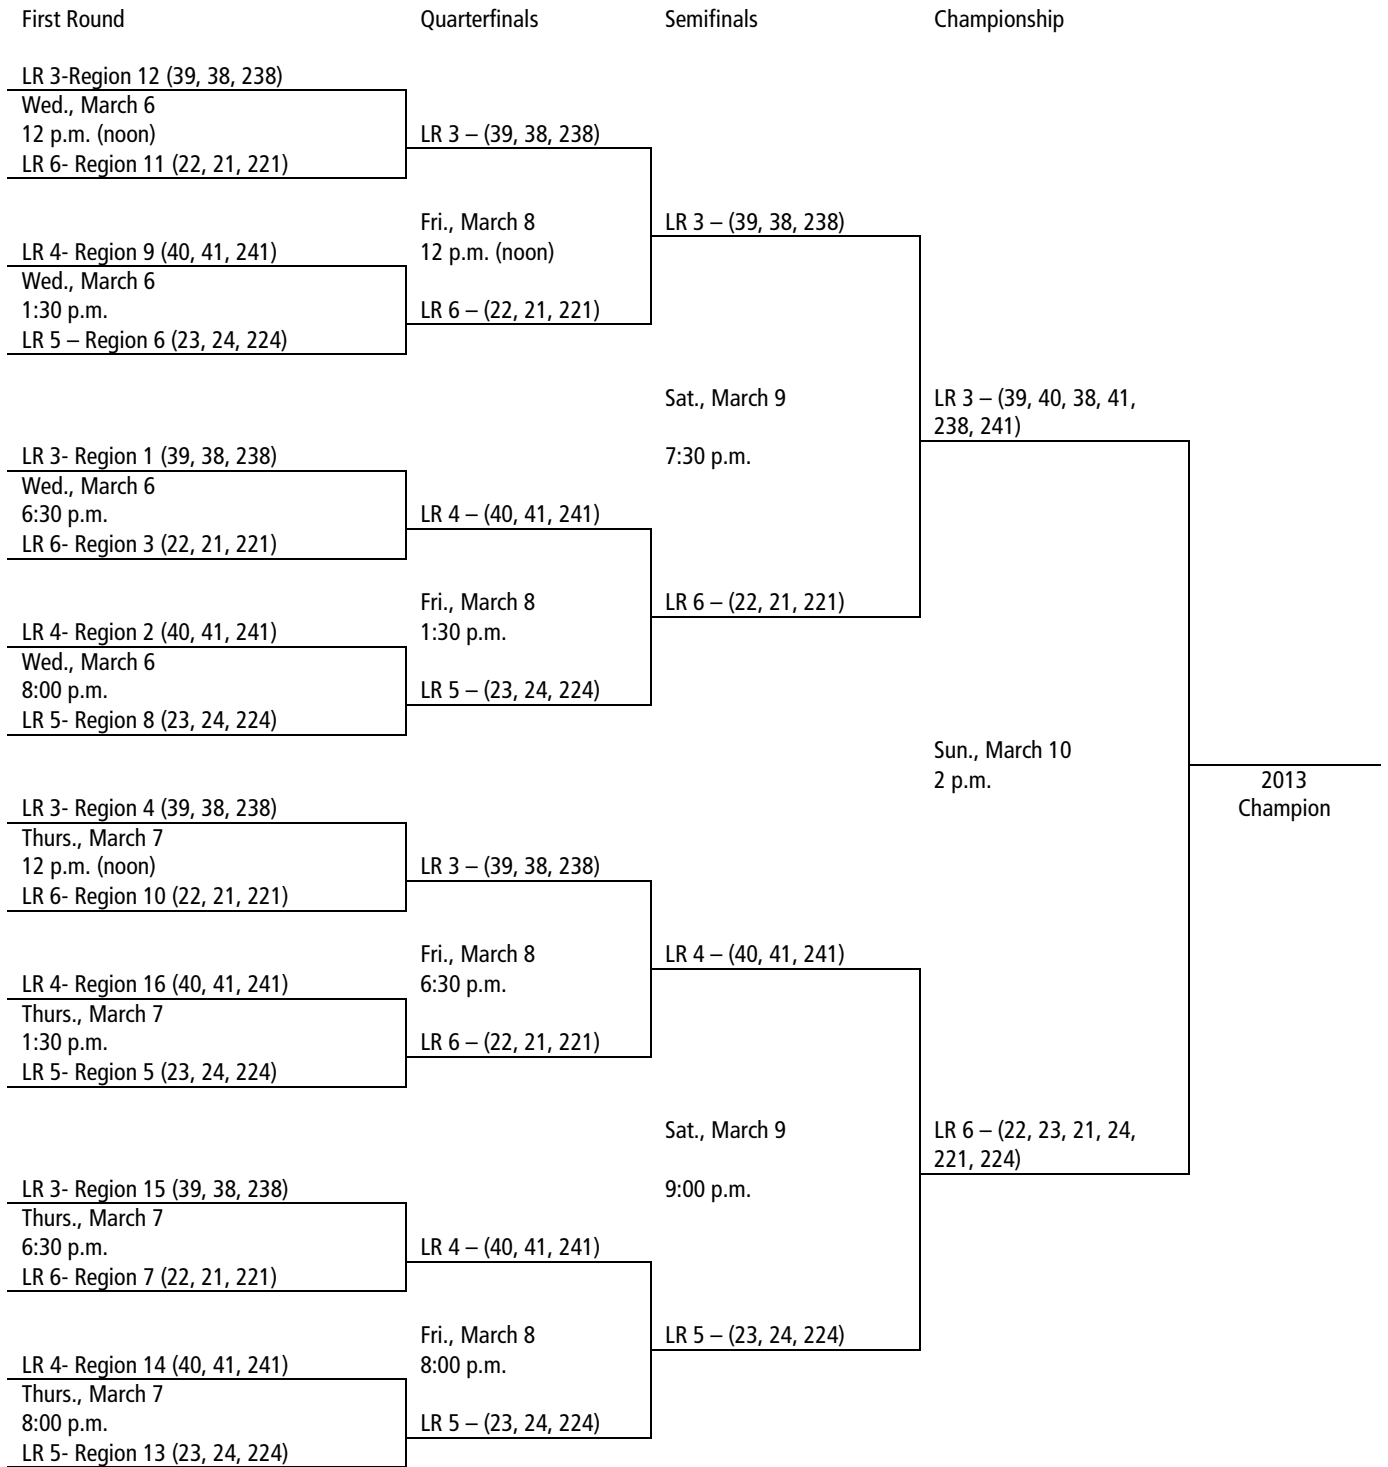 First Round
Quarterfinals
Semifinals
Championship
LR 3-Region 12 (39, 38, 238)
Wed., March 6
12 p.m. (noon)
LR 6- Region 11 (22, 21, 221)
LR 4- Region 9 (40, 41, 241)
Wed., March 6
1:30 p.m.
LR 5 – Region 6 (23, 24, 224)
LR 3- Region 1 (39, 38, 238)
Wed., March 6
6:30 p.m.
LR 6- Region 3 (22, 21, 221)
LR 4- Region 2 (40, 41, 241)
Wed., March 6
8:00 p.m.
LR 5- Region 8 (23, 24, 224)
LR 3- Region 4 (39, 38, 238)
Thurs., March 7
12 p.m. (noon)
LR 6- Region 10 (22, 21, 221)
LR 4- Region 16 (40, 41, 241)
Thurs., March 7
1:30 p.m.
LR 5- Region 5 (23, 24, 224)
LR 3- Region 15 (39, 38, 238)
Thurs., March 7
6:30 p.m.
LR 6- Region 7 (22, 21, 221)
LR 4- Region 14 (40, 41, 241)
Thurs., March 7
8:00 p.m.
LR 5- Region 13 (23, 24, 224)
LR 3 – (39, 38, 238)
Fri., March 8
12 p.m. (noon)
LR 6 – (22, 21, 221)
LR 4 – (40, 41, 241)
Fri., March 8
1:30 p.m.
LR 5 – (23, 24, 224)
LR 3 – (39, 38, 238)
Fri., March 8
6:30 p.m.
LR 6 – (22, 21, 221)
LR 4 – (40, 41, 241)
Fri., March 8
8:00 p.m.
LR 5 – (23, 24, 224)
LR 3 – (39, 38, 238)
Sat., March 9
7:30 p.m.
LR 6 – (22, 21, 221)
LR 4 – (40, 41, 241)
Sat., March 9
9:00 p.m.
LR 5 – (23, 24, 224)
LR 3 – (39, 40, 38, 41,
238, 241)
Sun., March 10
2 p.m.
LR 6 – (22, 23, 21, 24,
221, 224)
2013
Champion